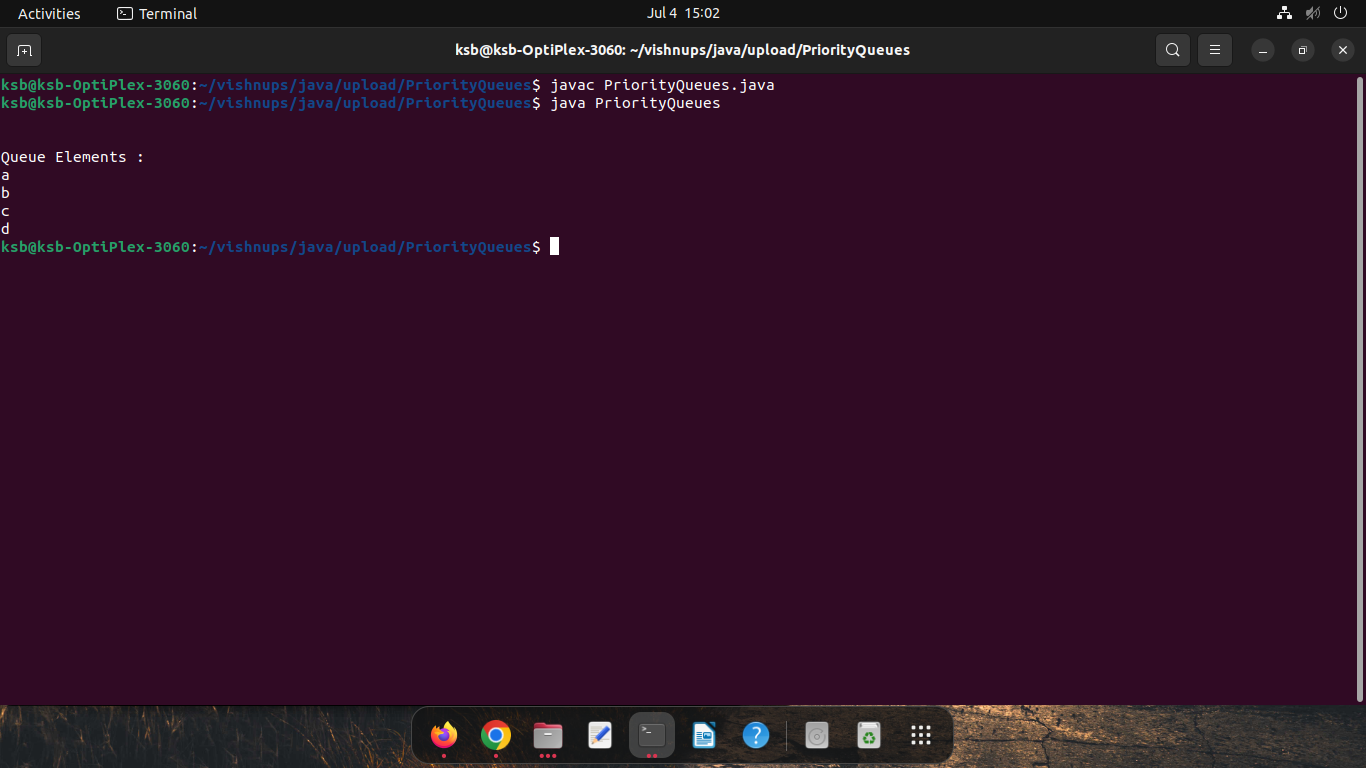 Activities
Terminal
Jul 4 15:02
ksb@ksb-OptiPlex-3060: ~/vishnups/java/upload/PriorityQueues
ksb@ksb-OptiPlex-3060:~/vishnups/java/upload/PriorityQueues$ javac PriorityQueues.java
ksb@ksb-OptiPlex-3060:~/vishnups/java/upload/PriorityQueues$ java PriorityQueues
Queue Elements :
a
b
c
d
ksb@ksb-OptiPlex-3060:~/vishnups/java/upload/PriorityQueues$